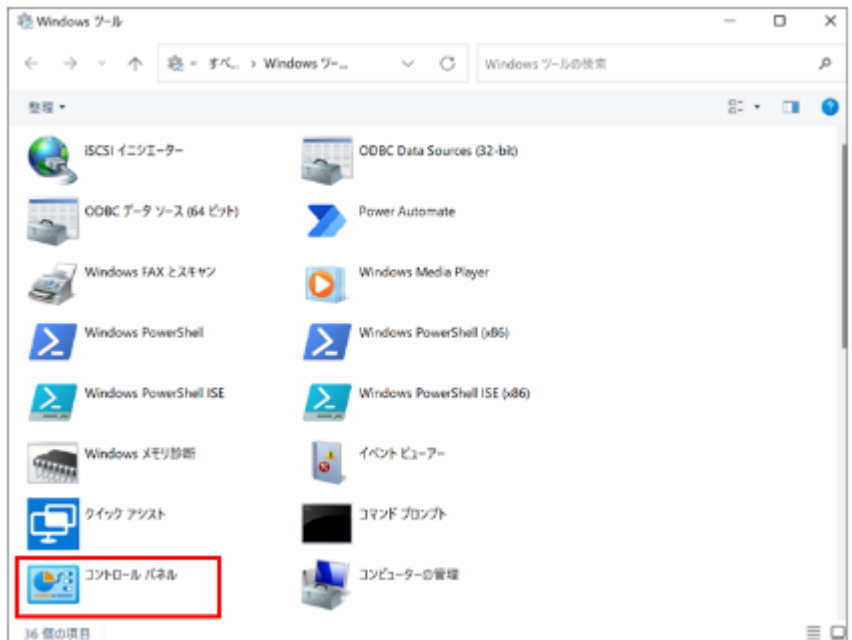 Windows ツール
すべ... › Windows ツー...
Windows ツールの検索
整理
iSCSI イニシエーター
ODBC Data Sources (32-bit)
ODBC データ ソース (64 ビット)
Power Automate
Windows FAX とスキャン
Windows Media Player
Windows PowerShell
Windows PowerShell (x86)
Windows PowerShell ISE
Windows PowerShell ISE (x86)
Windows メモリ診断
イベント ビューアー
クイック アシスト
コマンド プロンプト
コントロール パネル
コンピューターの管理
36 個の項目